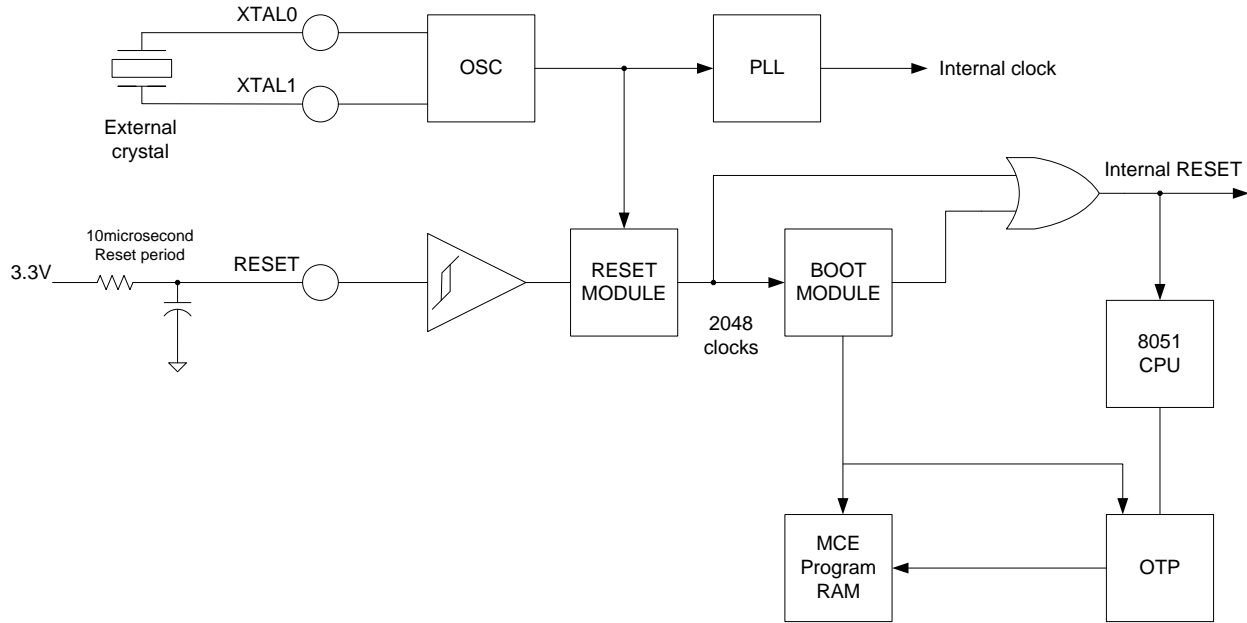 XTAL0
OSC
PLL
Internal clock
XTAL1
External
crystal
Internal RESET
10microsecond
Reset period
3.3V
RESET
RESET
MODULE
BOOT
MODULE
2048
clocks
8051
CPU
MCE
Program
RAM
OTP